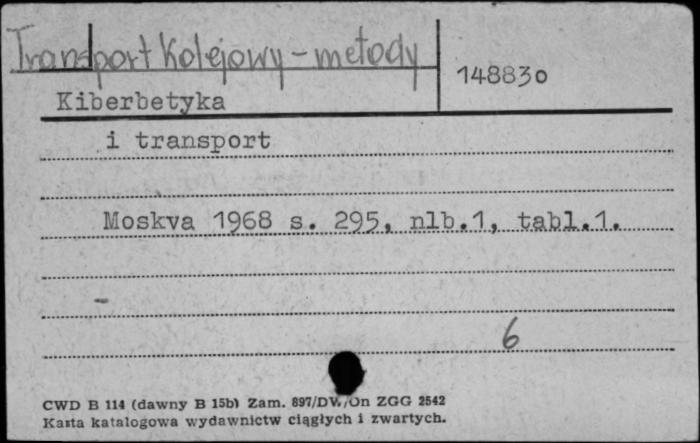 Transport Kolejowy - metody
148830
Kiberbetyka
i transport
Moskva 1968 s. 295, nlb.1, tabl.1.
6
CWD B 114 (dawny B 15b) Zam. 897/DW./On ZGG 2542
Karta katalogowa wydawnictw ciągłych i zwartych.